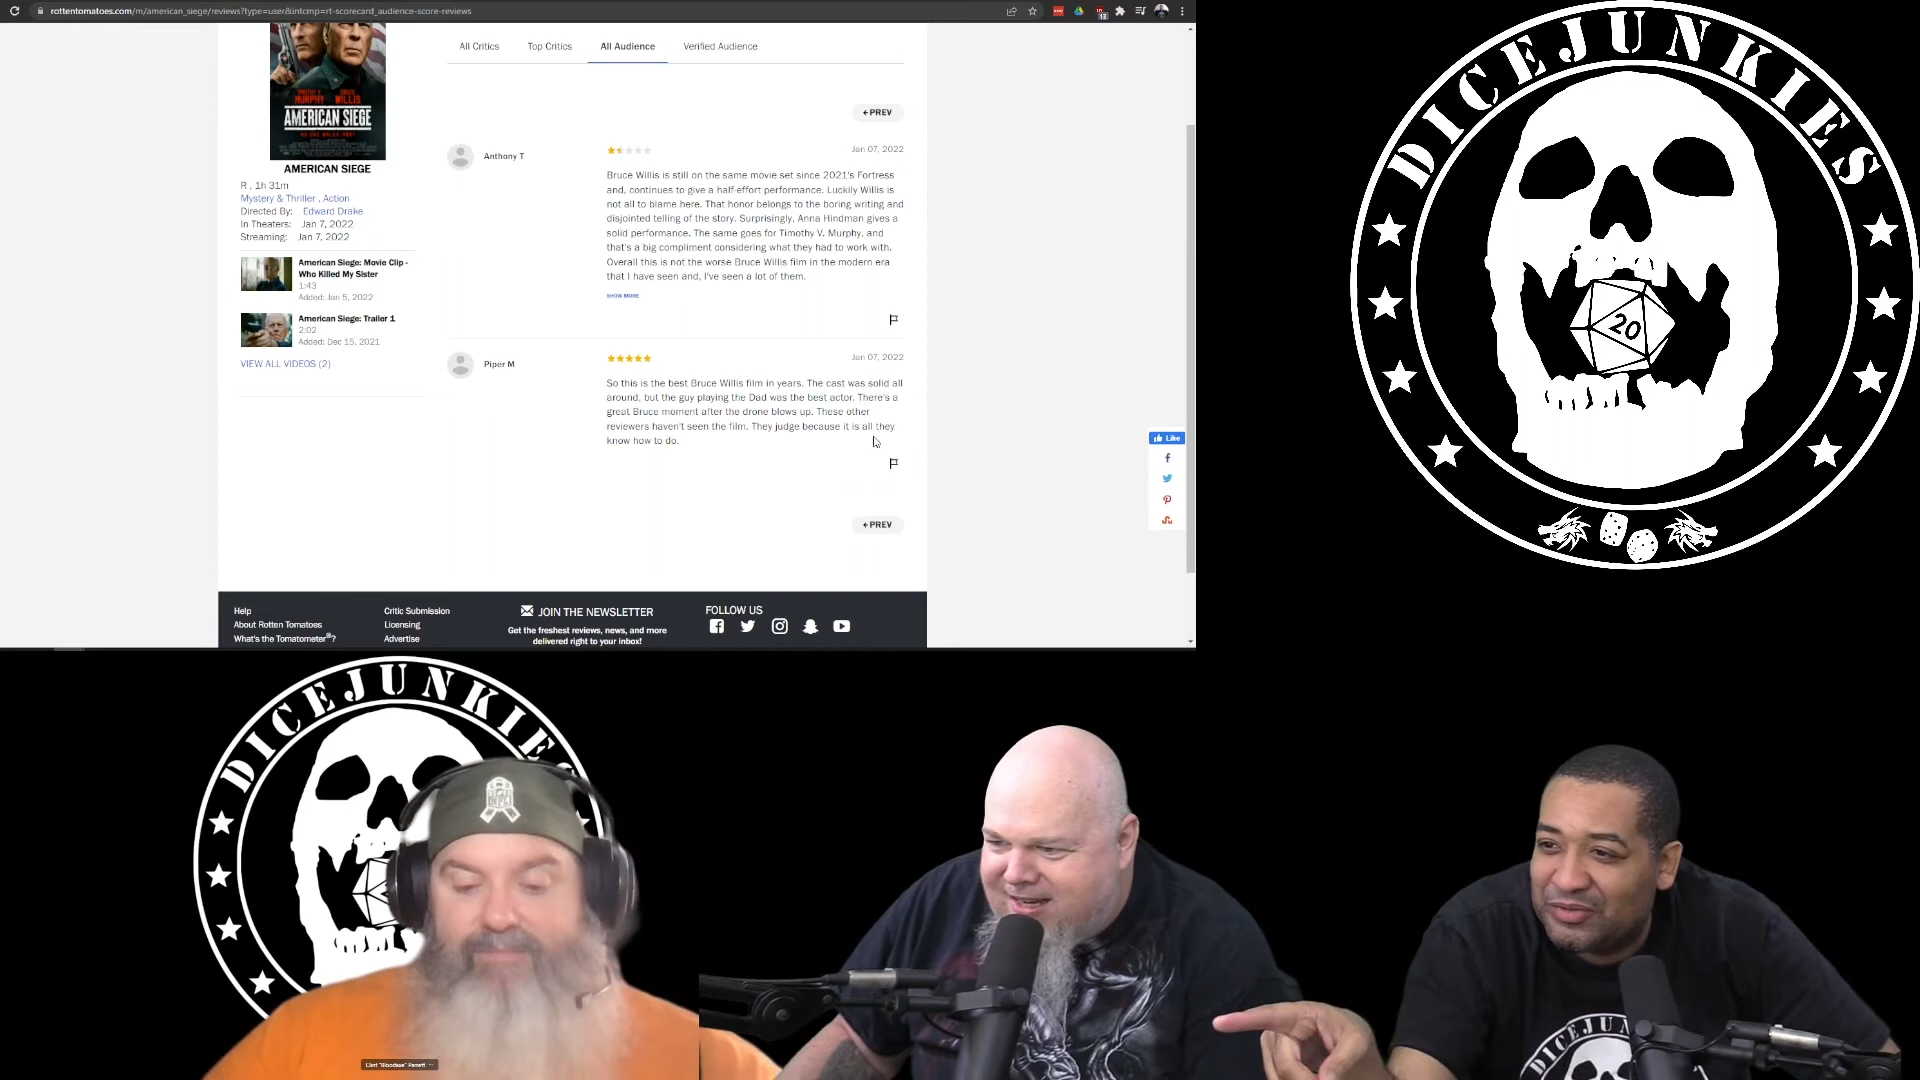 rottentomatoes.com/m/american_siege/reviews?type=user&intcmp=rt-scorecard_audience-score-reviews
13
All Critics
Top Critics
All Audience
Verified Audience
PREV
TIMOTHY V. MURPHY
BRUCE WILLIS
AMERICAN SIEGE
AMERICAN SIEGE
R , 1h 31m
Mystery & Thriller , Action
Directed By: Edward Drake
In Theaters: Jan 7, 2022
Streaming: Jan 7, 2022
American Siege: Movie Clip -
Who Killed My Sister
1:43
Added: Jan 5, 2022
American Siege: Trailer 1
2:02
Added: Dec 15, 2021
VIEW ALL VIDEOS (2)
Anthony T
Jan 07, 2022
Bruce Willis is still on the same movie set since 2021's Fortress
and, continues to give a half-effort performance. Luckily Willis is
not all to blame here. That honor belongs to the boring writing and
disjointed telling of the story. Surprisingly, Anna Hindman gives a
solid performance. The same goes for Timothy V. Murphy, and
that's a big compliment considering what they had to work with.
Overall this is not the worse Bruce Willis film in the modern era
that I have seen and, I've seen a lot of them.
SHOW MORE
Piper M
Jan 07, 2022
So this is the best Bruce Willis film in years. The cast was solid all
around, but the guy playing the Dad was the best actor. There's a
great Bruce moment after the drone blows up. These other
reviewers haven't seen the film. They judge because it is all they
know how to do.
PREV
Like
Help
About Rotten Tomatoes
What's the Tomatometer®?
Critic Submission
Licensing
Advertise
JOIN THE NEWSLETTER
Get the freshest reviews, news, and more
delivered right to your inbox!
FOLLOW US
DICEJUNKIES
20
DICEJUNKIES
DICEJUN